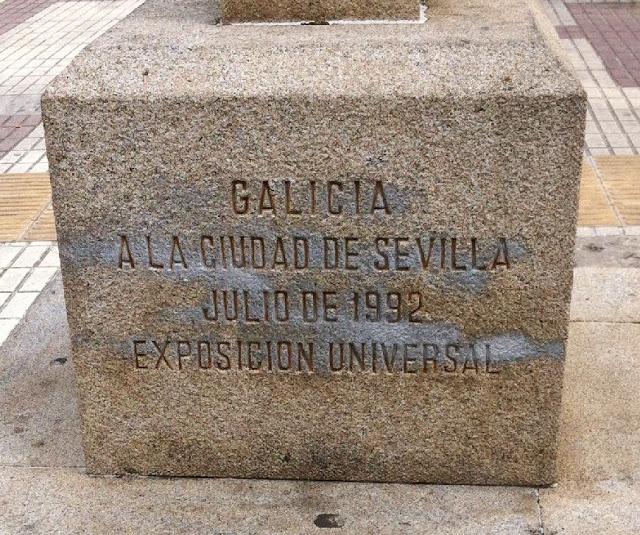 GALICIA
A LA CIUDAD DE SEVILLA
JULIO DE 1992
EXPOSICION UNIVERSAL